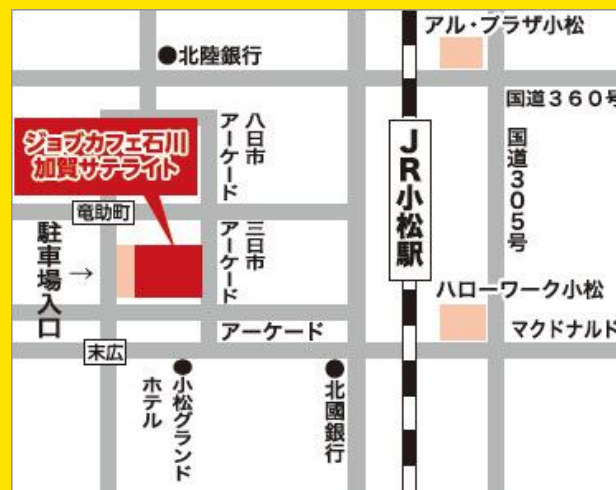 アル・プラザ小松
●北陸銀行
国道360号
ジョブカフェ石川
加賀サテライト
八日市
アーケード
JR小松駅
国道305号
竜助町
三日市
アーケード
駐車場入口
→
ハローワーク小松
アーケード
マクドナルド
末広
●小松グランド
ホテル
●北國銀行